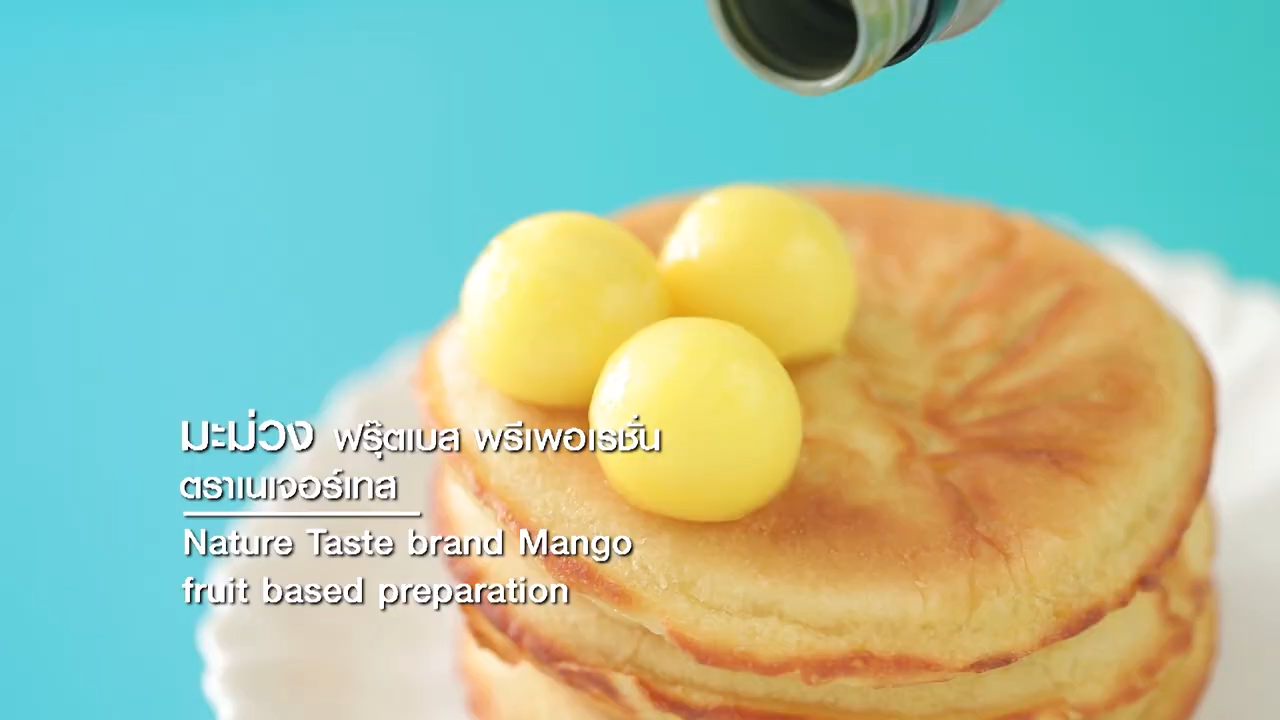 มะม่วง ฟรุ๊ตเบส พรีเพอเรชั่น
ตราเนเจอร์เทส
Nature Taste brand Mango
fruit based preparation